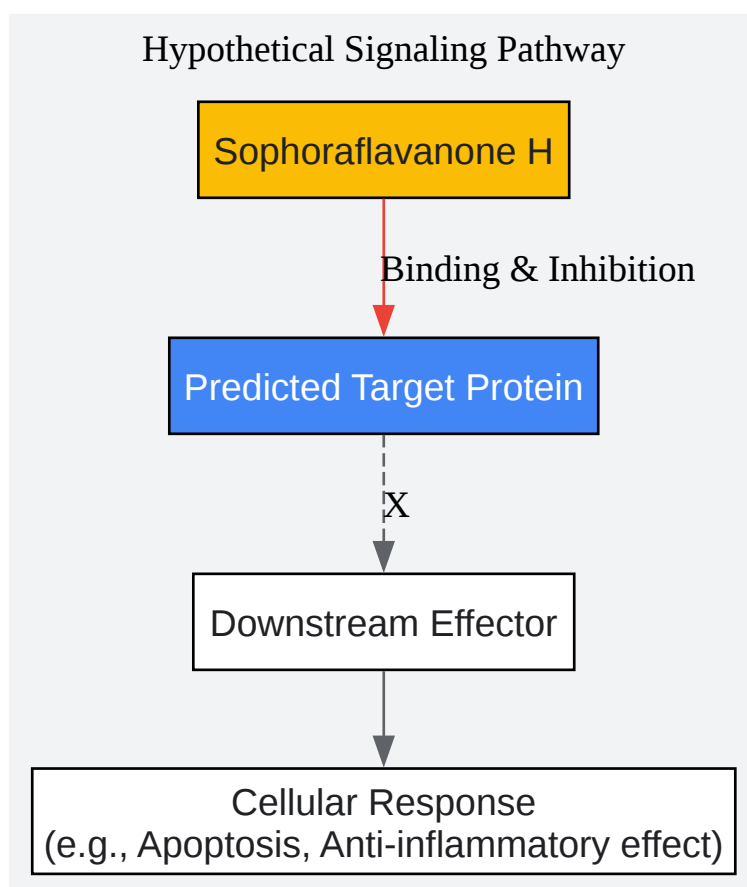 Hypothetical Signaling Pathway
Sophoraflavanone H
Binding & Inhibition
Predicted Target Protein
X
Downstream Effector
Cellular Response
(e.g., Apoptosis, Anti-inflammatory effect)